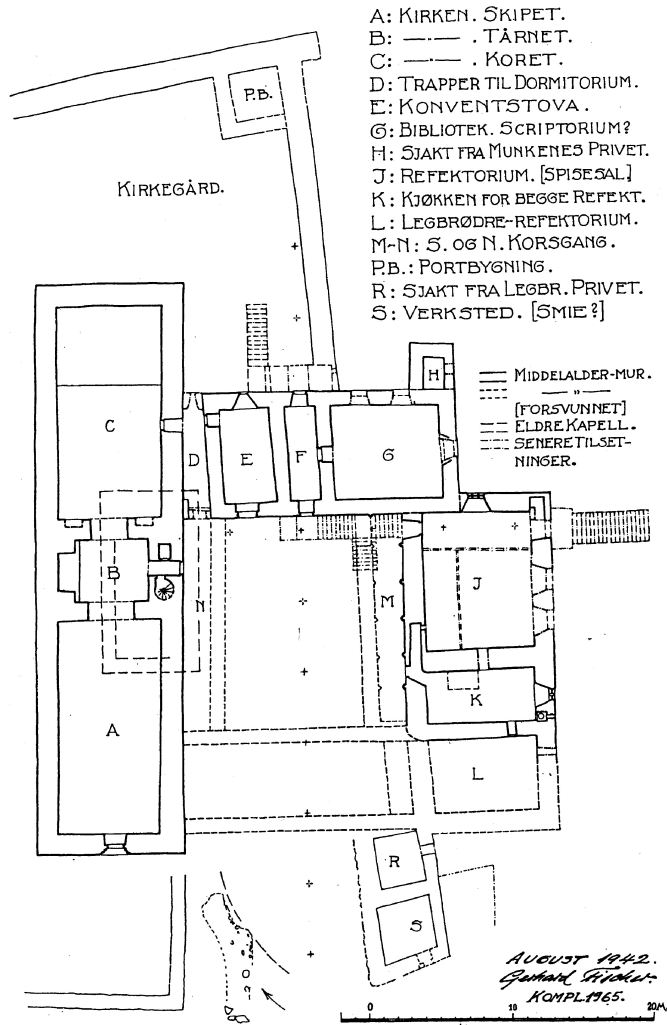 A: KIRKEN. SKIPET.
B: —·— . TÅRNET.
C: —·— . KORET.
D: TRAPPER TIL DORMITORIUM.
E: KONVENTSTOVA.
G: BIBLIOTEK. SCRIPTORIUM?
H: SJAKT FRA MUNKENES PRIVET.
J: REFEKTORIUM. [SPISESAL]
K: KJØKKEN FOR BEGGE REFEKT.
L: LEGBRØDRE-REFEKTORIUM.
M-N: S. OG N. KORSGANG.
P.B.: PORTBYGNING.
R: SJAKT FRA LEGBR. PRIVET.
S: VERKSTED. [SMIE?]
MIDDELALDER-MUR.
—„—
[FORSVUNNET]
ELDRE KAPELL.
SENERE TILSET-
NINGER.
P.B.
KIRKEGÅRD.
H
C
D
E
F
G
B
N
M
J
K
A
L
R
S
AUGUST 1942.
Gerhard Fischer.
KOMPL. 1965.
0
10
20M.